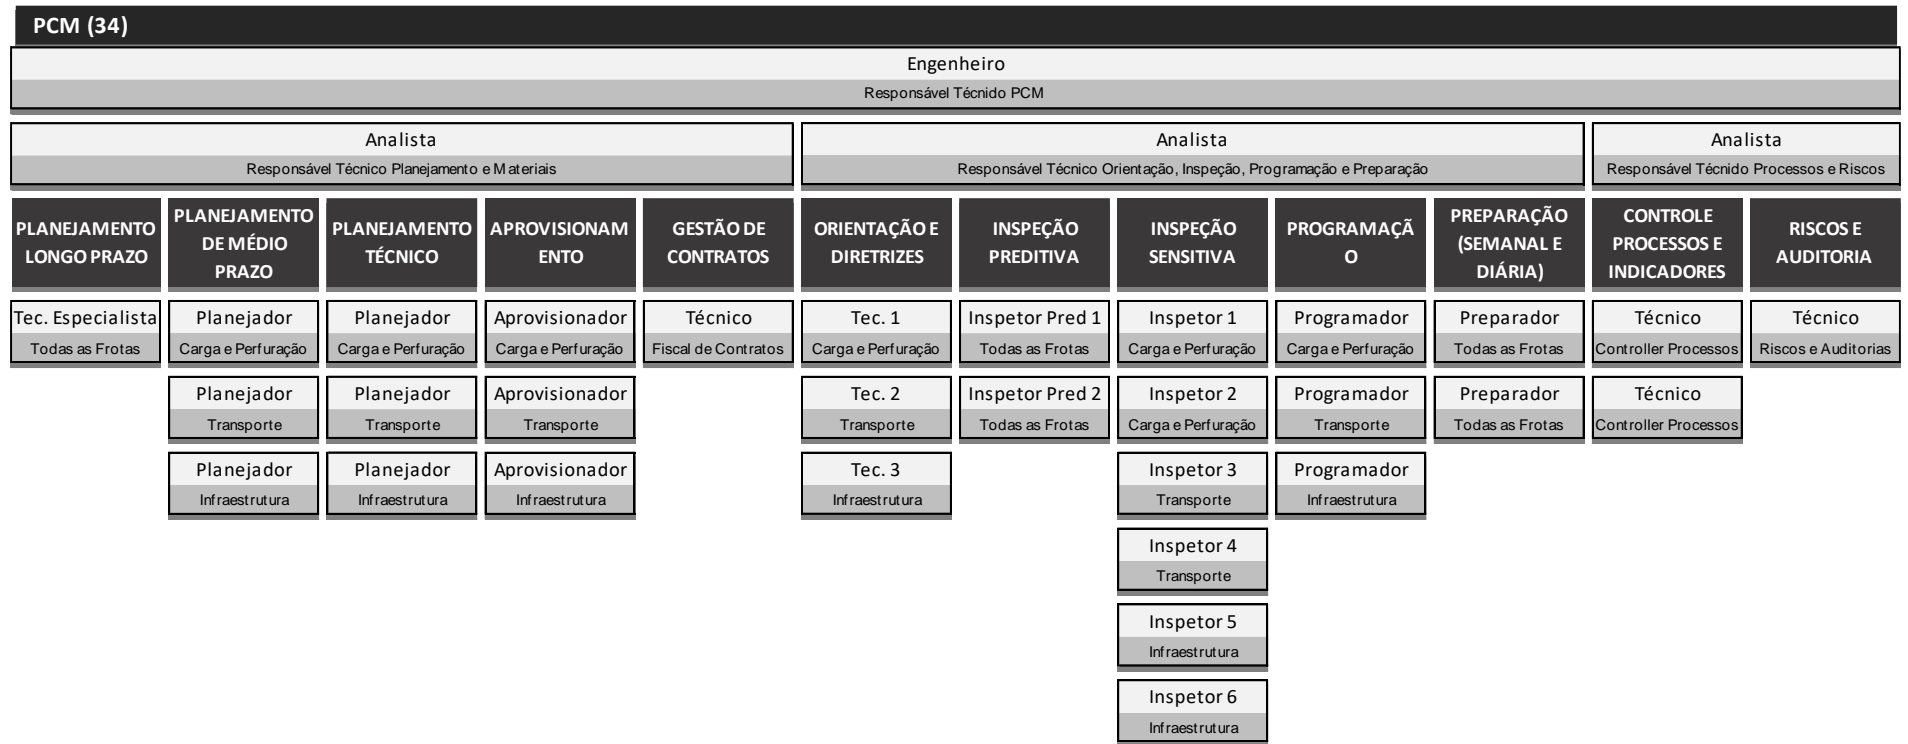 PCM (34)
Engenheiro
Responsável Técnido PCM
Analista
Responsável Técnico Planejamento e Materiais
Analista
Responsável Técnico Orientação, Inspeção, Programação e Preparação
Analista
Responsável Técnido Processos e Riscos
PLANEJAMENTO
LONGO PRAZO
PLANEJAMENTO
DE MÉDIO
PRAZO
PLANEJAMENTO
TÉCNICO
APROVISIONAM
ENTO
GESTÃO DE
CONTRATOS
ORIENTAÇÃO E
DIRETRIZES
INSPEÇÃO
PREDITIVA
INSPEÇÃO
SENSITIVA
PROGRAMAÇÃ
O
PREPARAÇÃO
(SEMANAL E
DIÁRIA)
CONTROLE
PROCESSOS E
INDICADORES
RISCOS E
AUDITORIA
Tec. Especialista
Todas as Frotas
Planejador
Carga e Perfuração
Planejador
Carga e Perfuração
Aprovisionador
Carga e Perfuração
Técnico
Fiscal de Contratos
Tec. 1
Carga e Perfuração
Inspetor Pred 1
Todas as Frotas
Inspetor 1
Carga e Perfuração
Programador
Carga e Perfuração
Preparador
Todas as Frotas
Técnico
Controller Processos
Técnico
Riscos e Auditorias
Planejador
Transporte
Planejador
Transporte
Aprovisionador
Transporte
Tec. 2
Transporte
Inspetor Pred 2
Todas as Frotas
Inspetor 2
Carga e Perfuração
Programador
Transporte
Preparador
Todas as Frotas
Técnico
Controller Processos
Planejador
Infraestrutura
Planejador
Infraestrutura
Aprovisionador
Infraestrutura
Tec. 3
Infraestrutura
Inspetor 3
Transporte
Programador
Infraestrutura
Inspetor 4
Transporte
Inspetor 5
Infraestrutura
Inspetor 6
Infraestrutura